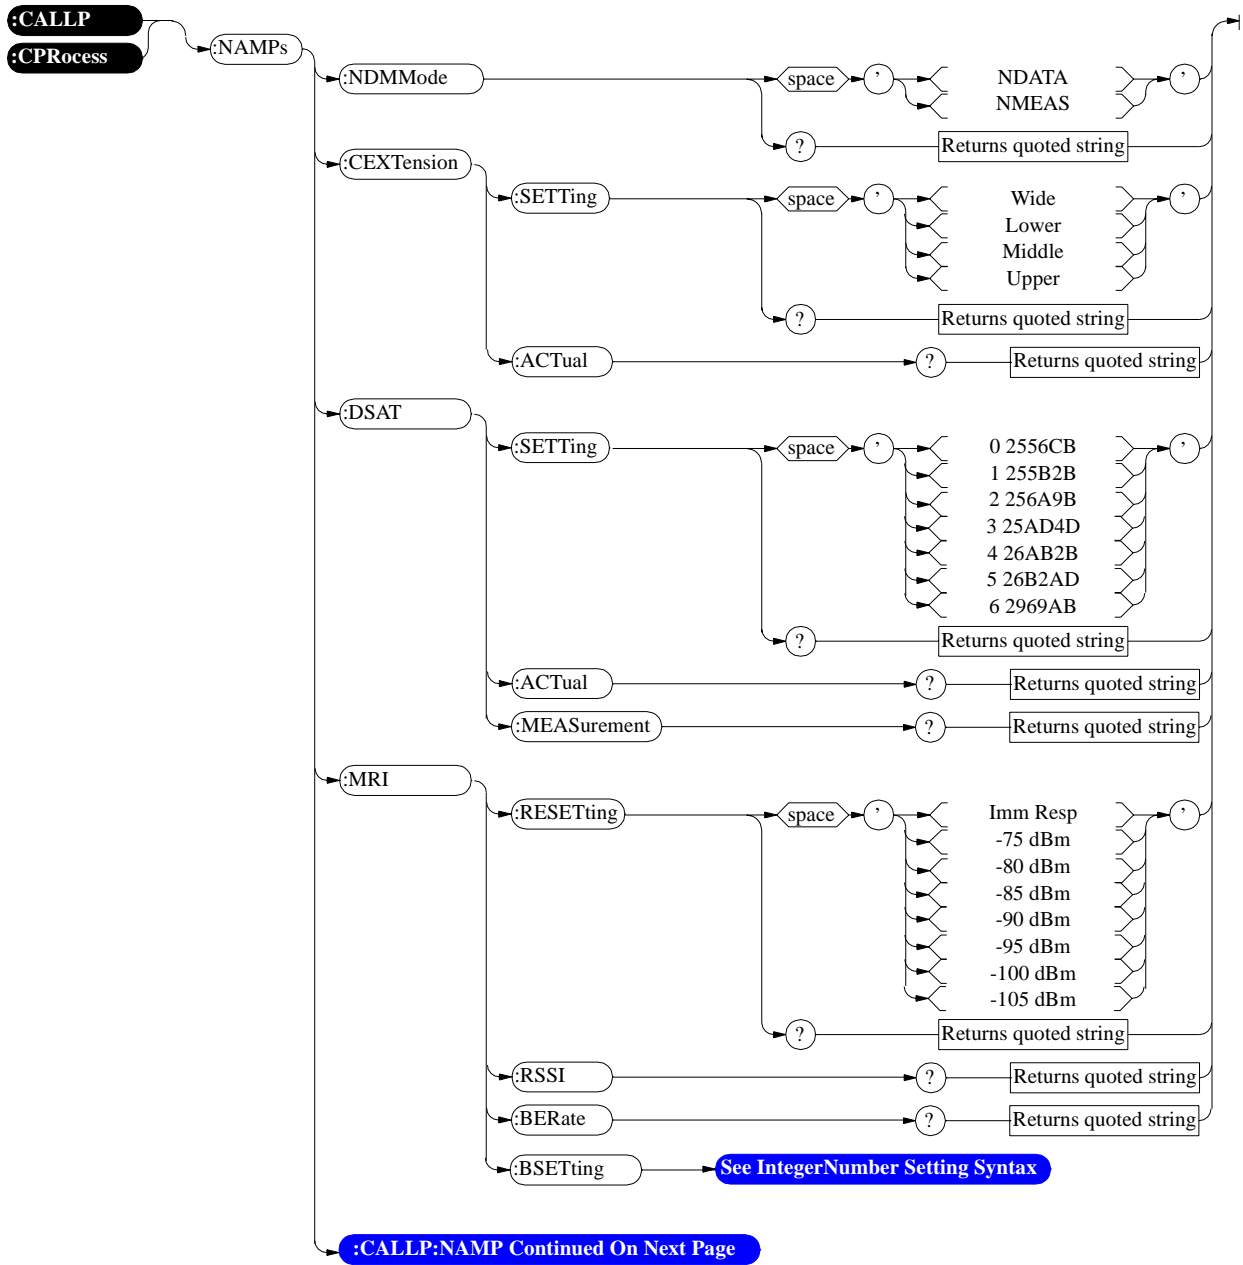 :CALLP
:CPRocess
:NAMPs
:NDMMode
space
'
NDATA
'
NMEAS
?
Returns quoted string
:CEXTension
:SETTing
space
'
Wide
'
Lower
Middle
Upper
?
Returns quoted string
:ACTual
?
Returns quoted string
:DSAT
:SETTing
space
'
0 2556CB
'
1 255B2B
2 256A9B
3 25AD4D
4 26AB2B
5 26B2AD
6 2969AB
?
Returns quoted string
:ACTual
?
Returns quoted string
:MEASurement
?
Returns quoted string
:MRI
:RESETting
space
'
Imm Resp
'
-75 dBm
-80 dBm
-85 dBm
-90 dBm
-95 dBm
-100 dBm
-105 dBm
?
Returns quoted string
:RSSI
?
Returns quoted string
:BERate
?
Returns quoted string
:BSETting
See IntegerNumber Setting Syntax
:CALLP:NAMP Continued On Next Page